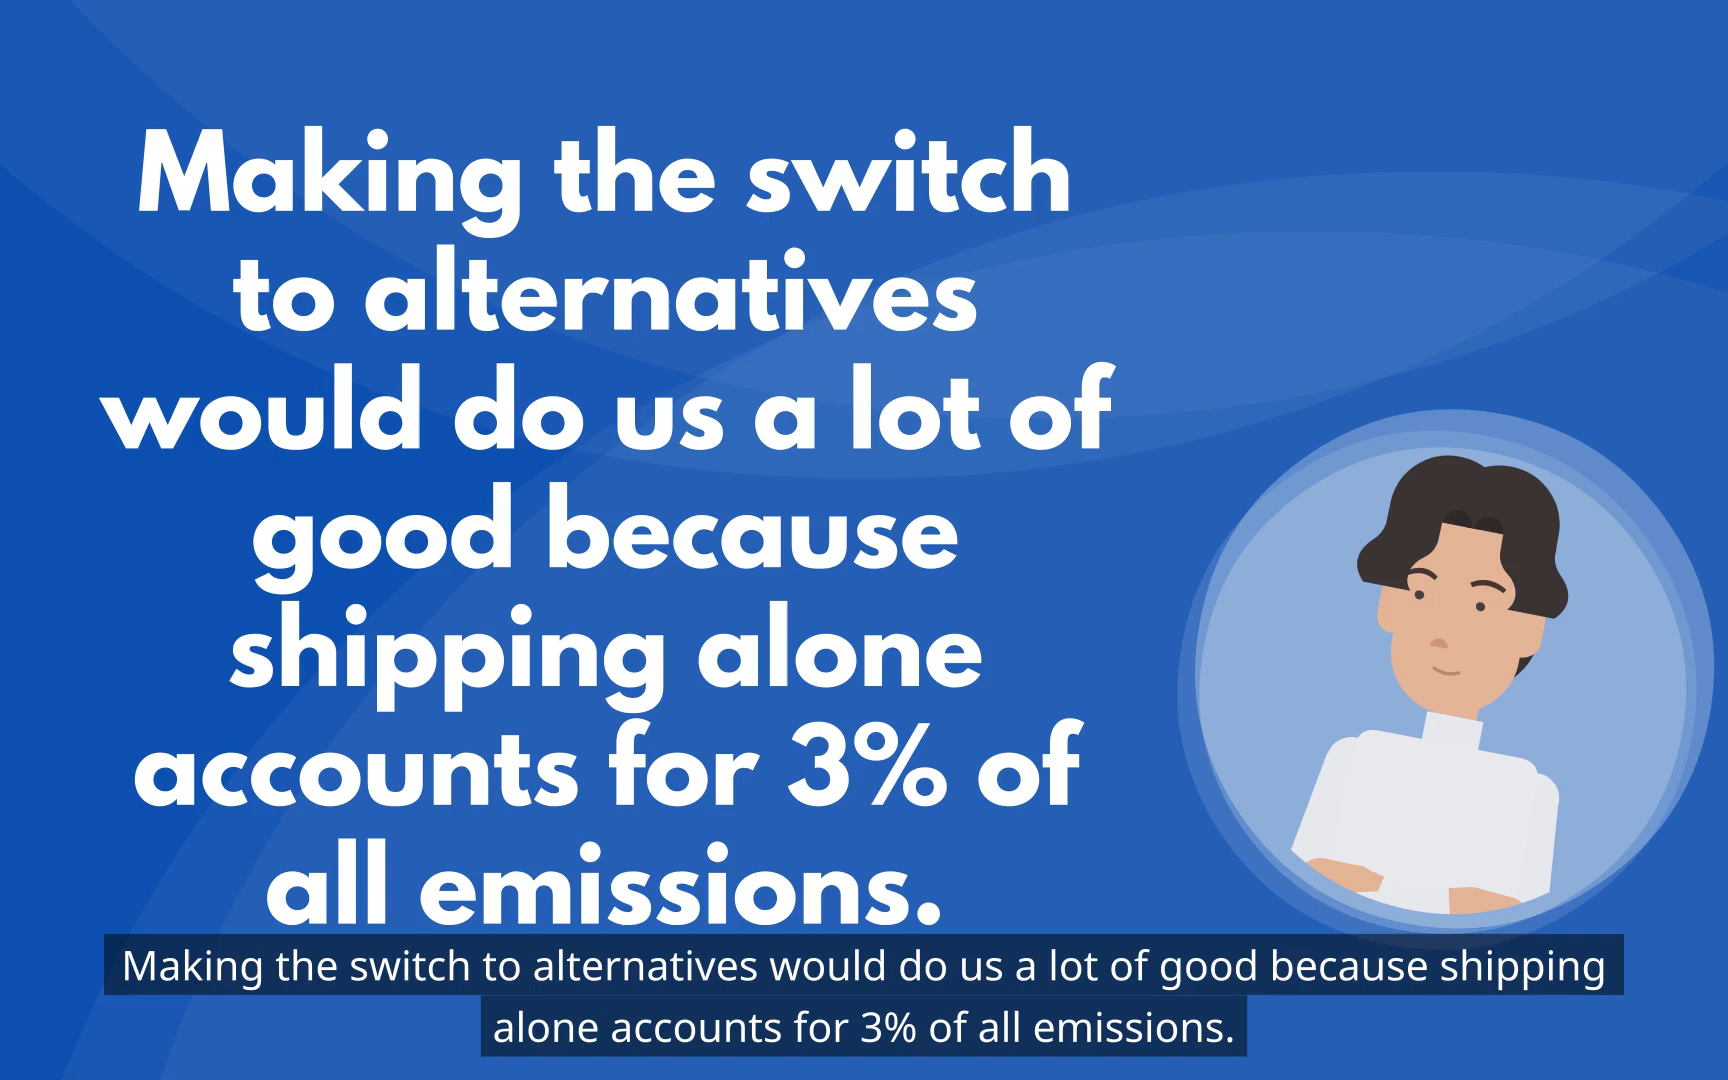 Making the switch
to alternatives
would do us a lot of
good because
shipping alone
accounts for 3% of
all emissions.
Making the switch to alternatives would do us a lot of good because shipping
alone accounts for 3% of all emissions.